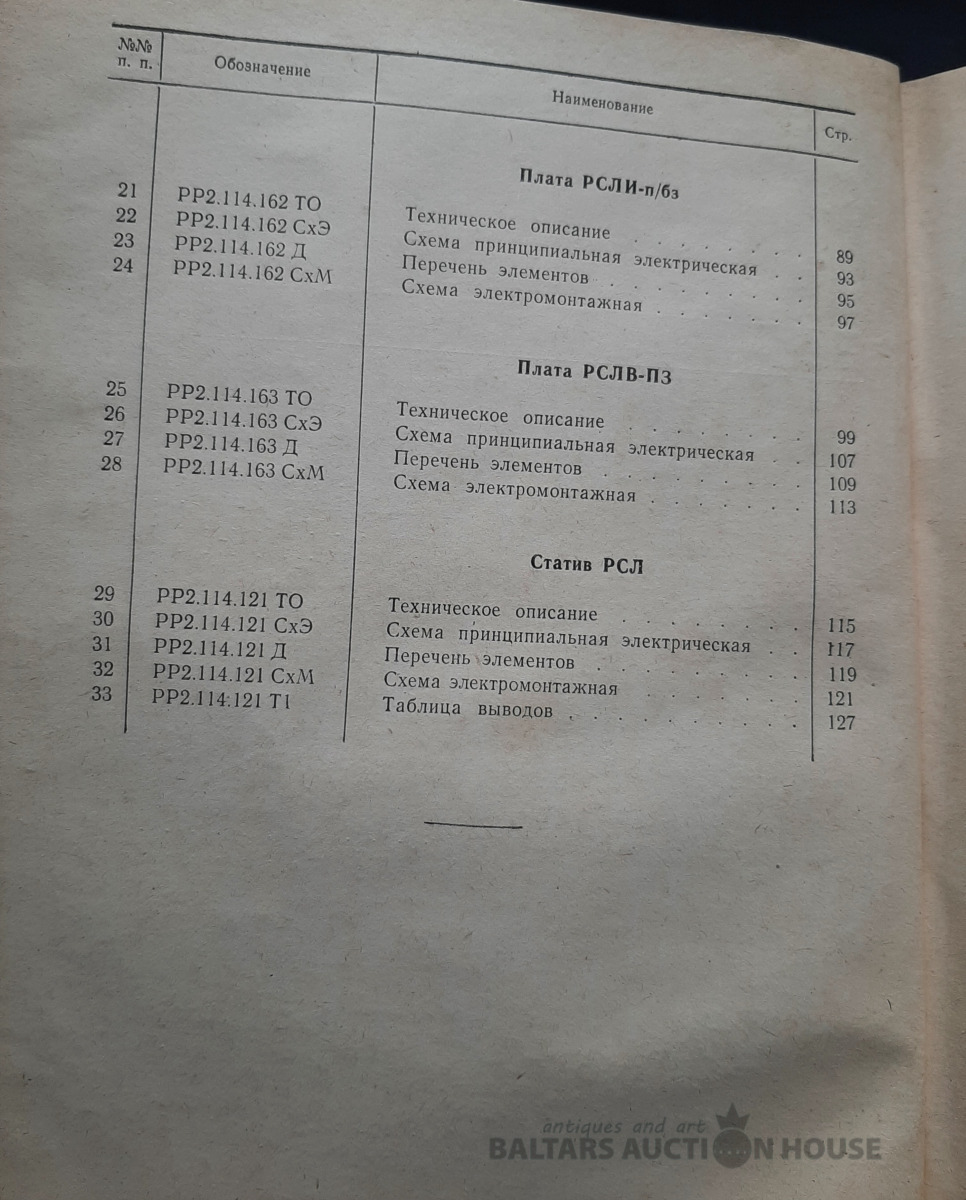 №№ п. п. Обозначение Наименование Стр.
Плата РСЛИ-п/бз
21 РР2.114.162 ТО Техническое описание . . . . . . . 89
22 РР2.114.162 СхЭ Схема принципиальная электрическая . . 93
23 РР2.114.162 Д Перечень элементов . . . . . . . . 95
24 РР2.114.162 СхМ Схема электромонтажная . . . . . . . 97
Плата РСЛВ-ПЗ
25 РР2.114.163 ТО Техническое описание . . . . . . . 99
26 РР2.114.163 СхЭ Схема принципиальная электрическая . . 107
27 РР2.114.163 Д Перечень элементов . . . . . . . . 109
28 РР2.114.163 СхМ Схема электромонтажная . . . . . . . 113
Статив РСЛ
29 РР2.114.121 ТО Техническое описание . . . . . . . 115
30 РР2.114.121 СхЭ Схема принципиальная электрическая . . 117
31 РР2.114.121 Д Перечень элементов . . . . . . . . 119
32 РР2.114.121 СхМ Схема электромонтажная . . . . . . 121
33 РР2.114.121 Т1 Таблица выводов . . . . . . . . . 127
antiques and art
BALTARS AUCTION HOUSE